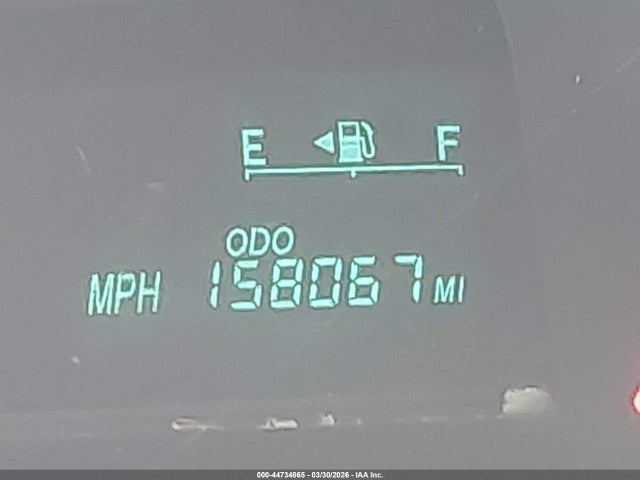 E F
ODO
MPH 158067 MI
000-44734865 - 03/30/2026 - IAA Inc.